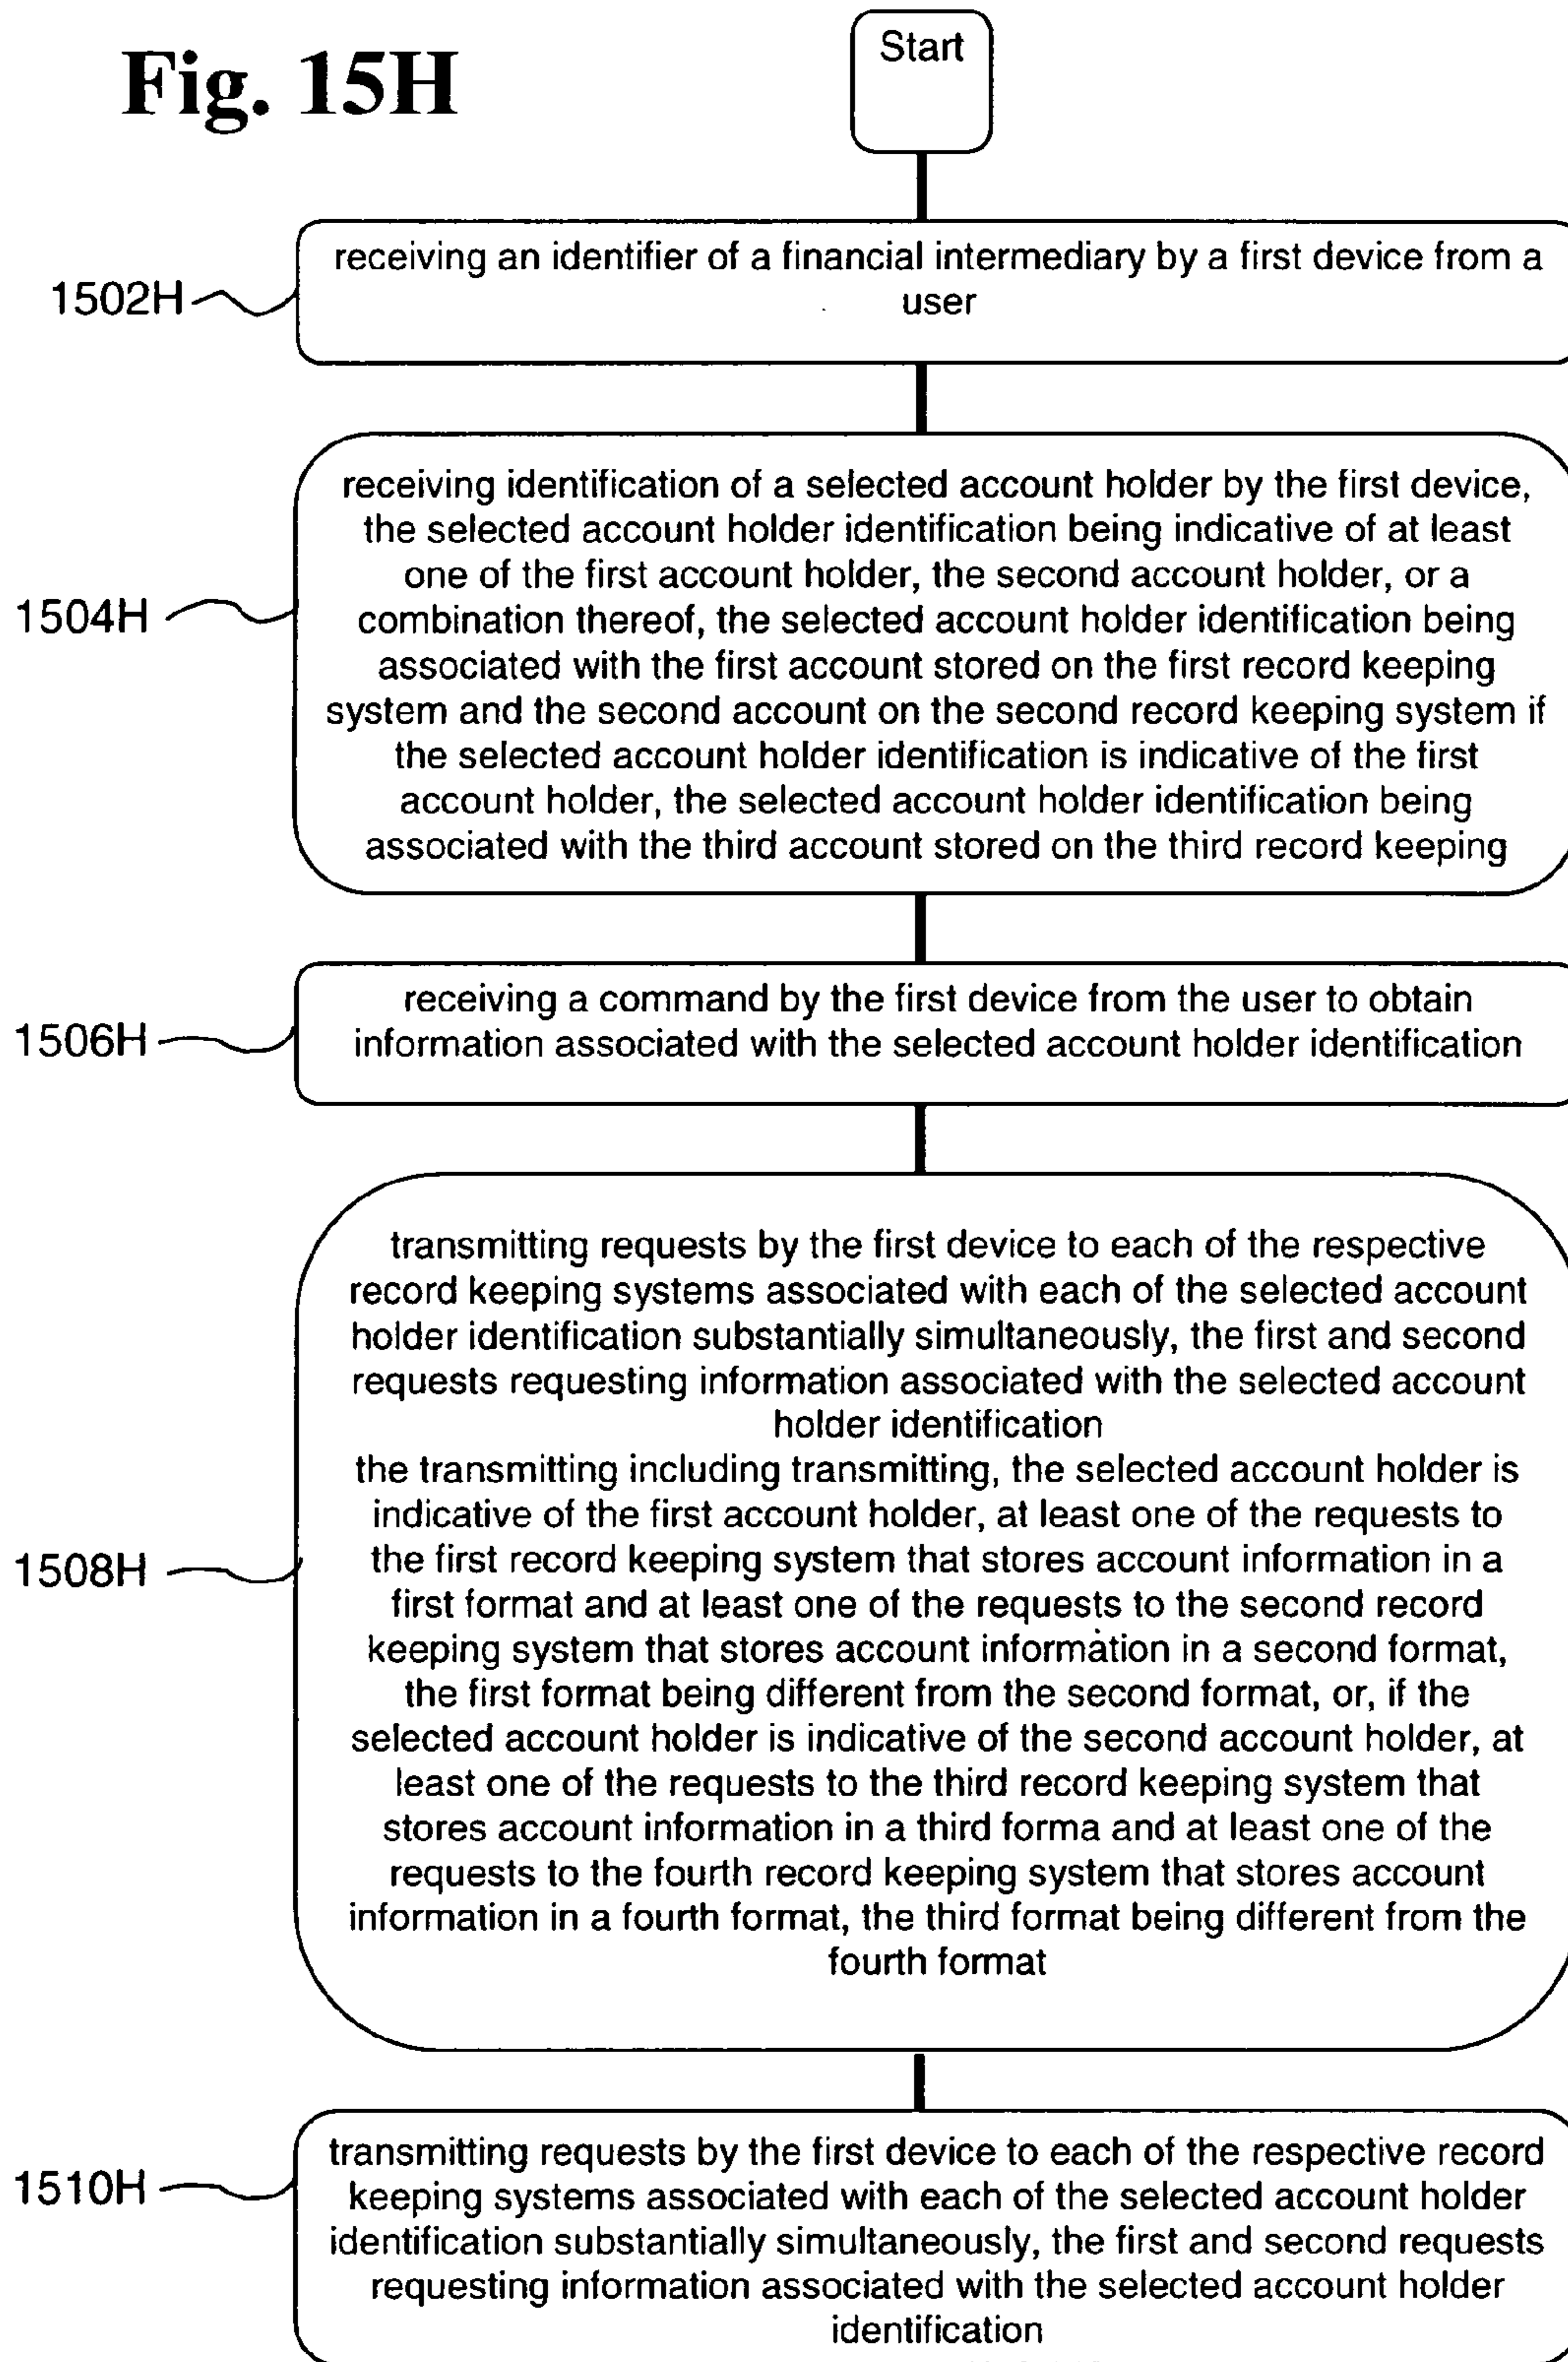 Fig. 15H
Start
1502H
receiving an identifier of a financial intermediary by a first device from a
user
1504H
receiving identification of a selected account holder by the first device,
the selected account holder identification being indicative of at least
one of the first account holder, the second account holder, or a
combination thereof, the selected account holder identification being
associated with the first account stored on the first record keeping
system and the second account on the second record keeping system if
the selected account holder identification is indicative of the first
account holder, the selected account holder identification being
associated with the third account stored on the third record keeping
1506H
receiving a command by the first device from the user to obtain
information associated with the selected account holder identification
1508H
transmitting requests by the first device to each of the respective
record keeping systems associated with each of the selected account
holder identification substantially simultaneously, the first and second
requests requesting information associated with the selected account
holder identification
the transmitting including transmitting, the selected account holder is
indicative of the first account holder, at least one of the requests to
the first record keeping system that stores account information in a
first format and at least one of the requests to the second record
keeping system that stores account information in a second format,
the first format being different from the second format, or, if the
selected account holder is indicative of the second account holder, at
least one of the requests to the third record keeping system that
stores account information in a third forma and at least one of the
requests to the fourth record keeping system that stores account
information in a fourth format, the third format being different from the
fourth format
1510H
transmitting requests by the first device to each of the respective record
keeping systems associated with each of the selected account holder
identification substantially simultaneously, the first and second requests
requesting information associated with the selected account holder
identification